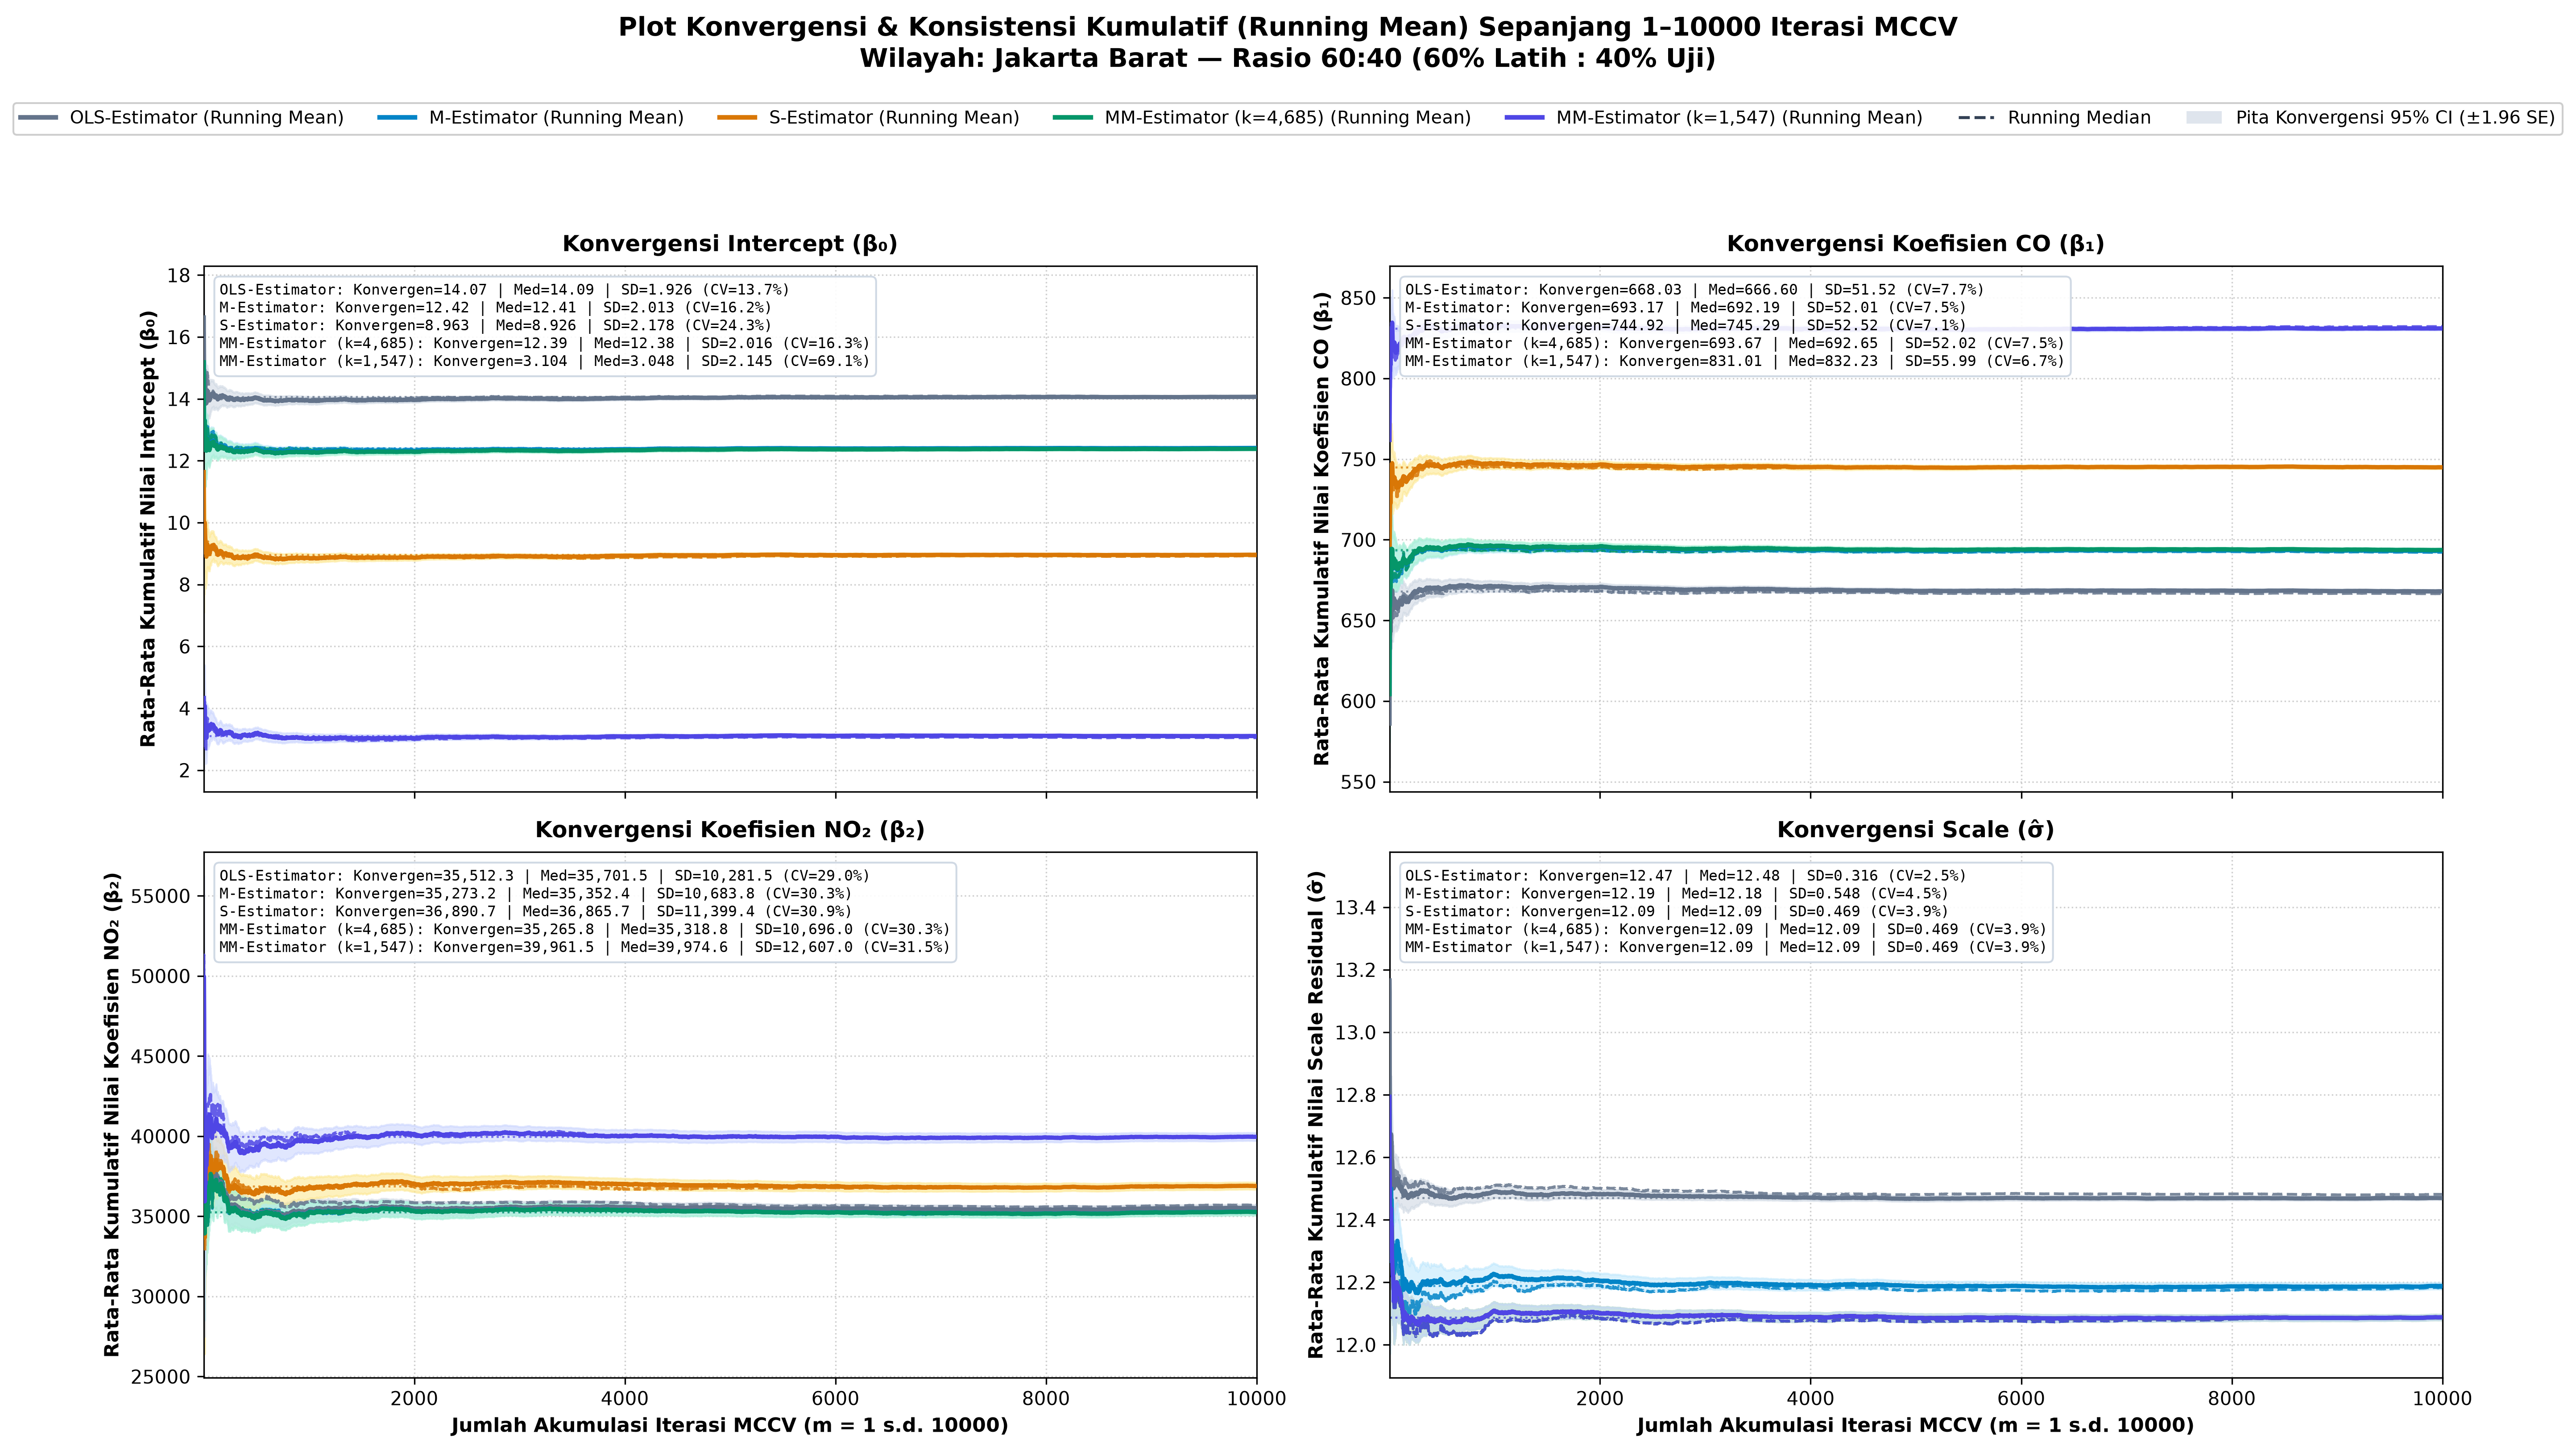 Plot Konvergensi & Konsistensi Kumulatif (Running Mean) Sepanjang 1–10000 Iterasi MCCV
Wilayah: Jakarta Barat — Rasio 60:40 (60% Latih : 40% Uji)
OLS-Estimator (Running Mean)
M-Estimator (Running Mean)
S-Estimator (Running Mean)
MM-Estimator (k=4,685) (Running Mean)
MM-Estimator (k=1,547) (Running Mean)
Running Median
Pita Konvergensi 95% CI (±1.96 SE)
Konvergensi Intercept (β₀)
Rata-Rata Kumulatif Nilai Intercept (β₀)
18
16
14
12
10
8
6
4
2
OLS-Estimator: Konvergen=14.07 | Med=14.09 | SD=1.926 (CV=13.7%)
M-Estimator: Konvergen=12.42 | Med=12.41 | SD=2.013 (CV=16.2%)
S-Estimator: Konvergen=8.963 | Med=8.926 | SD=2.178 (CV=24.3%)
MM-Estimator (k=4,685): Konvergen=12.39 | Med=12.38 | SD=2.016 (CV=16.3%)
MM-Estimator (k=1,547): Konvergen=3.104 | Med=3.048 | SD=2.145 (CV=69.1%)
Konvergensi Koefisien CO (β₁)
Rata-Rata Kumulatif Nilai Koefisien CO (β₁)
850
800
750
700
650
600
550
OLS-Estimator: Konvergen=668.03 | Med=666.60 | SD=51.52 (CV=7.7%)
M-Estimator: Konvergen=693.17 | Med=692.19 | SD=52.01 (CV=7.5%)
S-Estimator: Konvergen=744.92 | Med=745.29 | SD=52.52 (CV=7.1%)
MM-Estimator (k=4,685): Konvergen=693.67 | Med=692.65 | SD=52.02 (CV=7.5%)
MM-Estimator (k=1,547): Konvergen=831.01 | Med=832.23 | SD=55.99 (CV=6.7%)
Konvergensi Koefisien NO₂ (β₂)
Rata-Rata Kumulatif Nilai Koefisien NO₂ (β₂)
55000
50000
45000
40000
35000
30000
25000
OLS-Estimator: Konvergen=35,512.3 | Med=35,701.5 | SD=10,281.5 (CV=29.0%)
M-Estimator: Konvergen=35,273.2 | Med=35,352.4 | SD=10,683.8 (CV=30.3%)
S-Estimator: Konvergen=36,890.7 | Med=36,865.7 | SD=11,399.4 (CV=30.9%)
MM-Estimator (k=4,685): Konvergen=35,265.8 | Med=35,318.8 | SD=10,696.0 (CV=30.3%)
MM-Estimator (k=1,547): Konvergen=39,961.5 | Med=39,974.6 | SD=12,607.0 (CV=31.5%)
2000 4000 6000 8000 10000
Jumlah Akumulasi Iterasi MCCV (m = 1 s.d. 10000)
Konvergensi Scale (σ̂)
Rata-Rata Kumulatif Nilai Scale Residual (σ̂)
13.4
13.2
13.0
12.8
12.6
12.4
12.2
12.0
OLS-Estimator: Konvergen=12.47 | Med=12.48 | SD=0.316 (CV=2.5%)
M-Estimator: Konvergen=12.19 | Med=12.18 | SD=0.548 (CV=4.5%)
S-Estimator: Konvergen=12.09 | Med=12.09 | SD=0.469 (CV=3.9%)
MM-Estimator (k=4,685): Konvergen=12.09 | Med=12.09 | SD=0.469 (CV=3.9%)
MM-Estimator (k=1,547): Konvergen=12.09 | Med=12.09 | SD=0.469 (CV=3.9%)
2000 4000 6000 8000 10000
Jumlah Akumulasi Iterasi MCCV (m = 1 s.d. 10000)